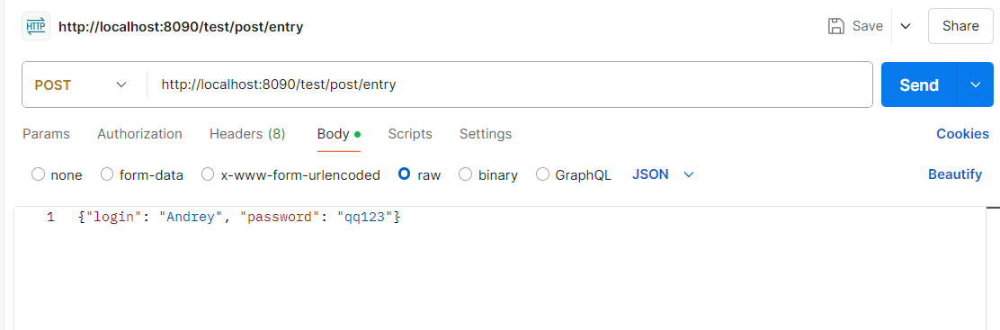 HTTP http://localhost:8090/test/post/entry Save Share
POST http://localhost:8090/test/post/entry Send
Params Authorization Headers (8) Body Scripts Settings Cookies
none form-data x-www-form-urlencoded raw binary GraphQL JSON Beautify
1 {"login": "Andrey", "password": "qq123"}